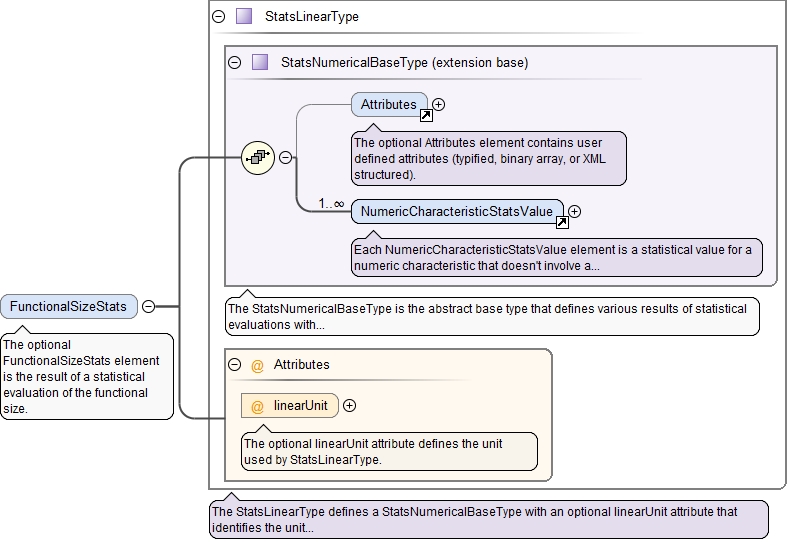 StatsLinearType
StatsNumericalBaseType (extension base)
Attributes
The optional Attributes element contains user
defined attributes (typified, binary array, or XML
structured).
1..∞
NumericCharacteristicStatsValue
Each NumericCharacteristicStatsValue element is a statistical value for a
numeric characteristic that doesn't involve a...
The StatsNumericalBaseType is the abstract base type that defines various results of statistical
evaluations with...
FunctionalSizeStats
The optional
FunctionalSizeStats element
is the result of a statistical
evaluation of the functional
size.
@ Attributes
@ linearUnit
The optional linearUnit attribute defines the unit
used by StatsLinearType.
The StatsLinearType defines a StatsNumericalBaseType with an optional linearUnit attribute that
identifies the unit...